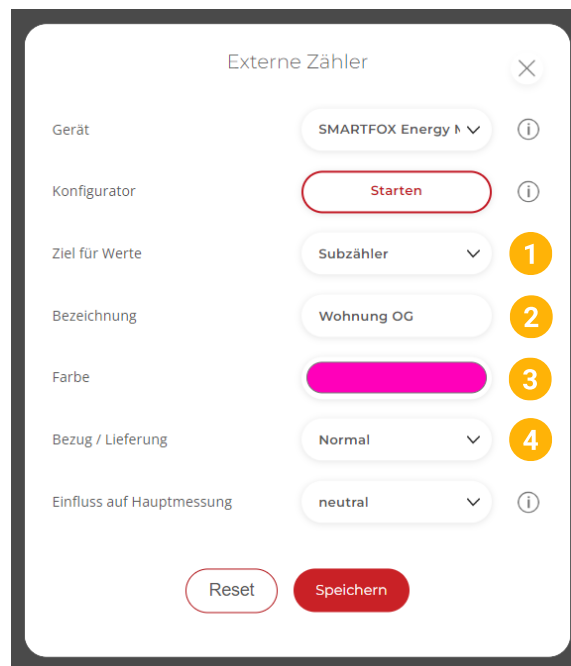 Externe Zähler
Gerät SMARTFOX Energy
Konfigurator Starten
Ziel für Werte Subzähler 1
Bezeichnung Wohnung OG 2
Farbe 3
Bezug / Lieferung Normal 4
Einfluss auf Hauptmessung neutral
Reset Speichern